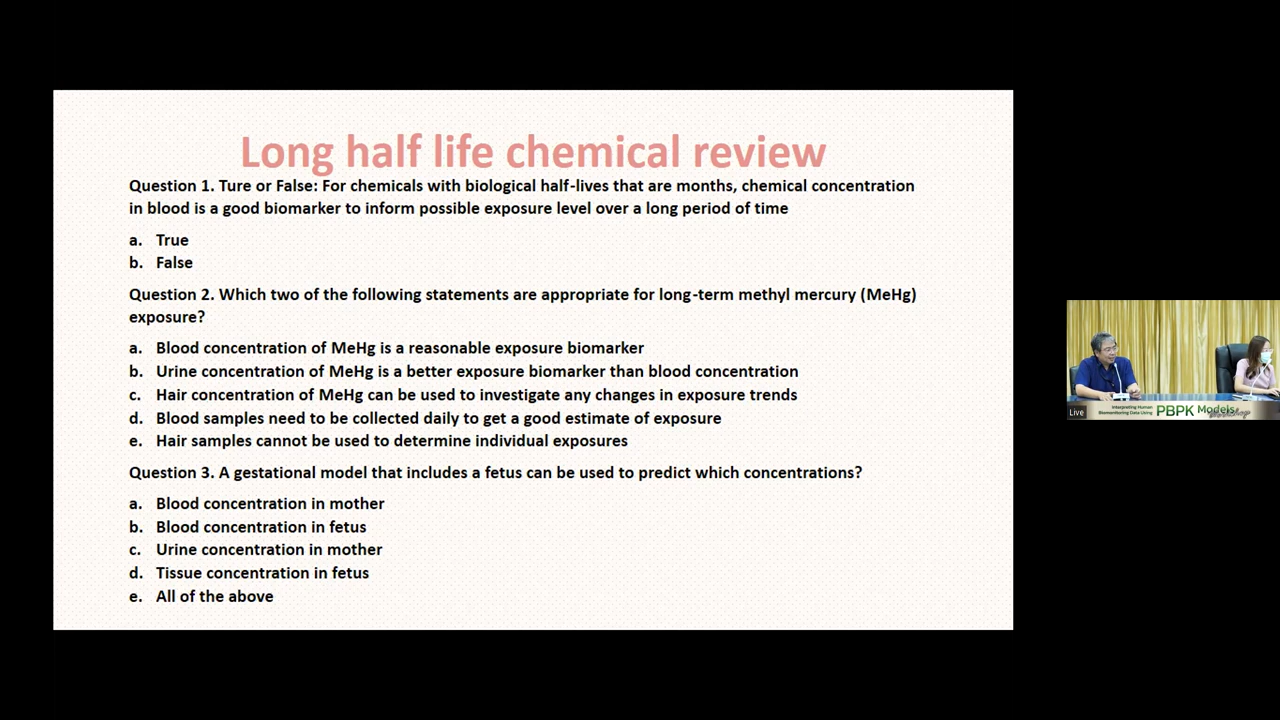 Long half life chemical review
Question 1. Ture or False: For chemicals with biological half-lives that are months, chemical concentration
in blood is a good biomarker to inform possible exposure level over a long period of time
a. True
b. False
Question 2. Which two of the following statements are appropriate for long-term methyl mercury (MeHg)
exposure?
a. Blood concentration of MeHg is a reasonable exposure biomarker
b. Urine concentration of MeHg is a better exposure biomarker than blood concentration
c. Hair concentration of MeHg can be used to investigate any changes in exposure trends
d. Blood samples need to be collected daily to get a good estimate of exposure
e. Hair samples cannot be used to determine individual exposures
Question 3. A gestational model that includes a fetus can be used to predict which concentrations?
a. Blood concentration in mother
b. Blood concentration in fetus
c. Urine concentration in mother
d. Tissue concentration in fetus
e. All of the above
Live
Interpreting Human
Biomonitoring Data Using
PBPK Models